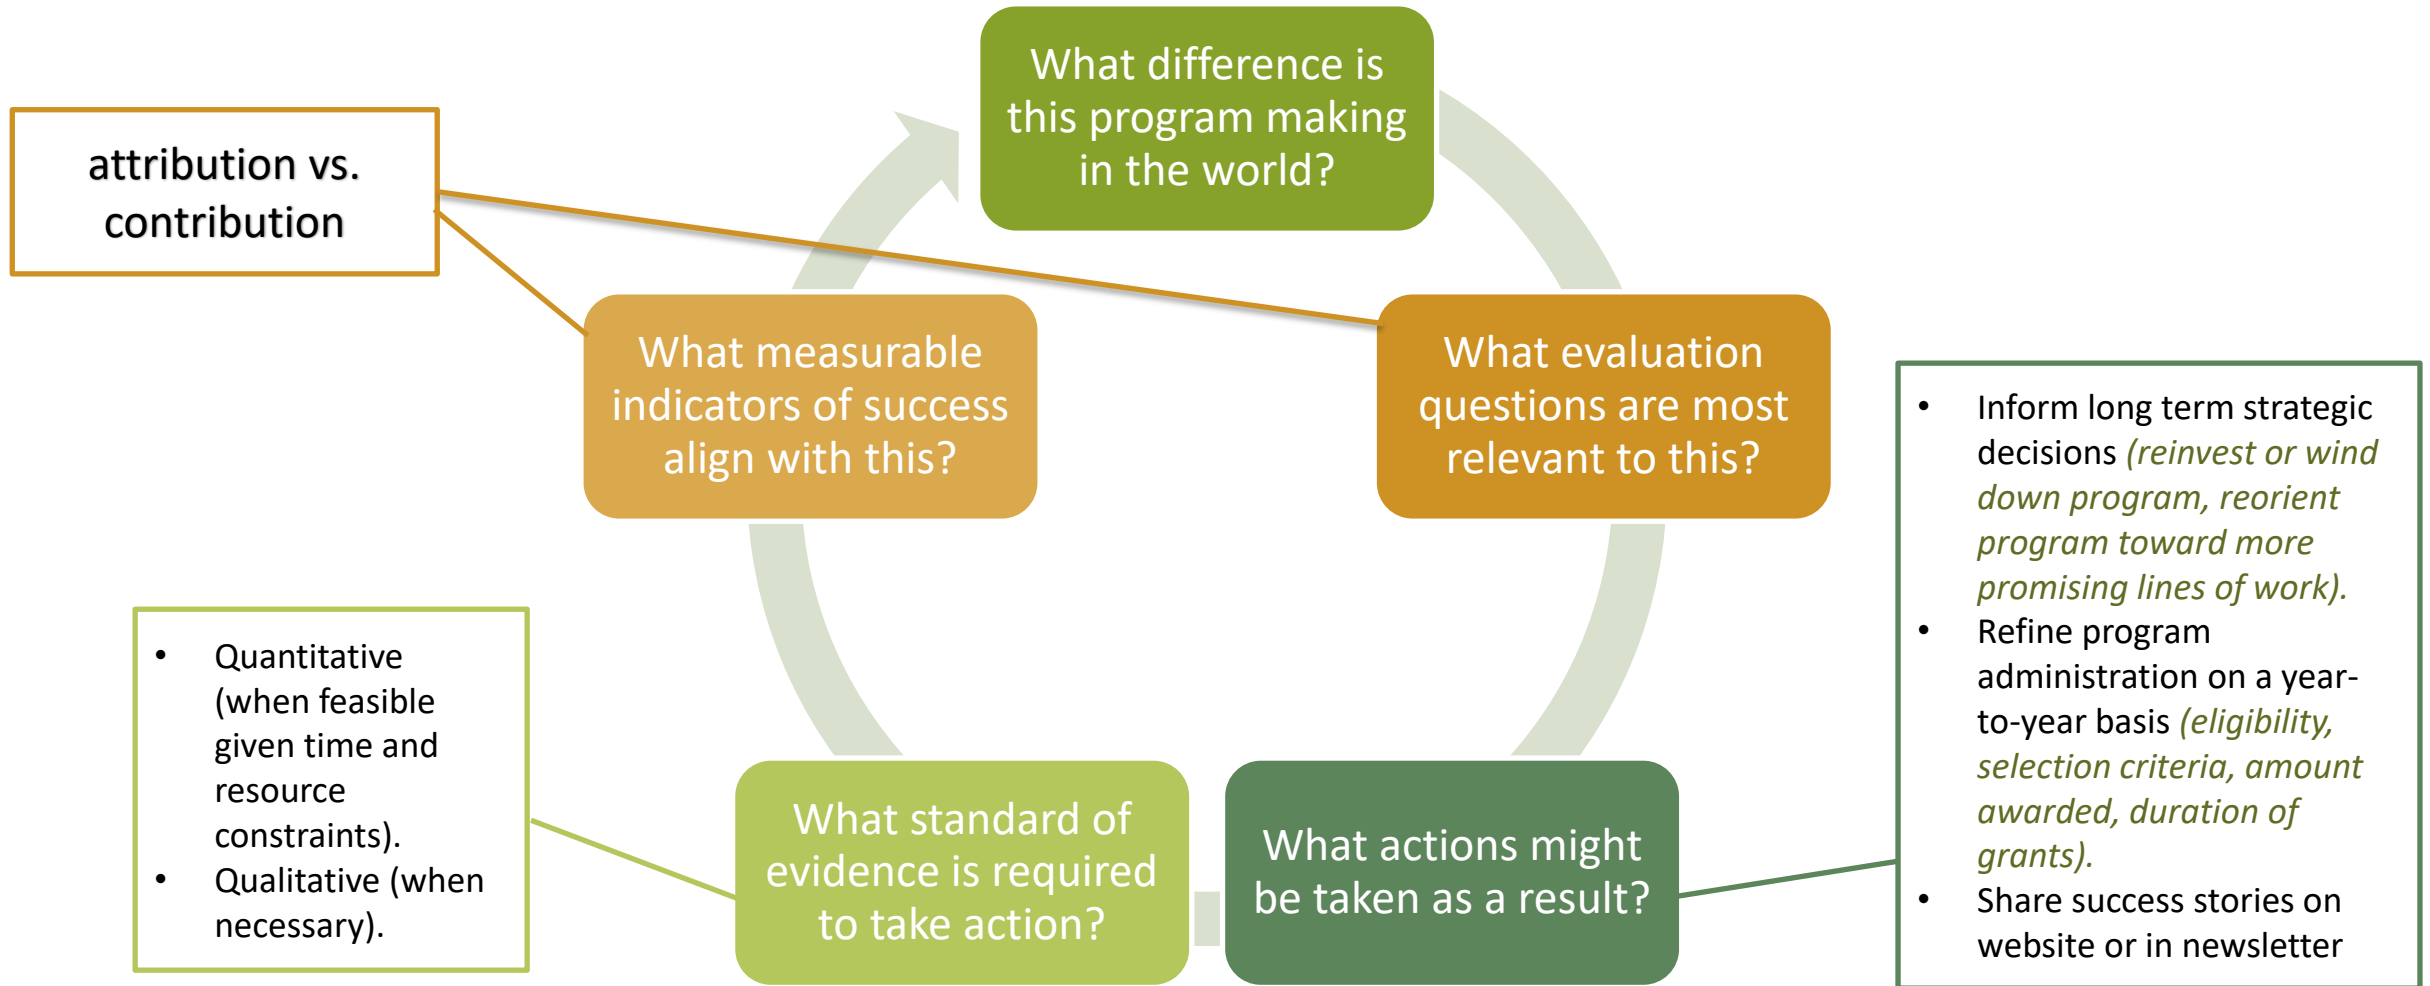 What difference is
this program making
in the world?
attribution vs.
contribution
What measurable
indicators of success
align with this?
What evaluation
questions are most
relevant to this?
• Inform long term strategic
decisions (reinvest or wind
down program, reorient
program toward more
promising lines of work).
• Refine program
administration on a year-
to-year basis (eligibility,
selection criteria, amount
awarded, duration of
grants).
• Share success stories on
website or in newsletter
• Quantitative
(when feasible
given time and
resource
constraints).
• Qualitative (when
necessary).
What standard of
evidence is required
to take action?
What actions might
be taken as a result?